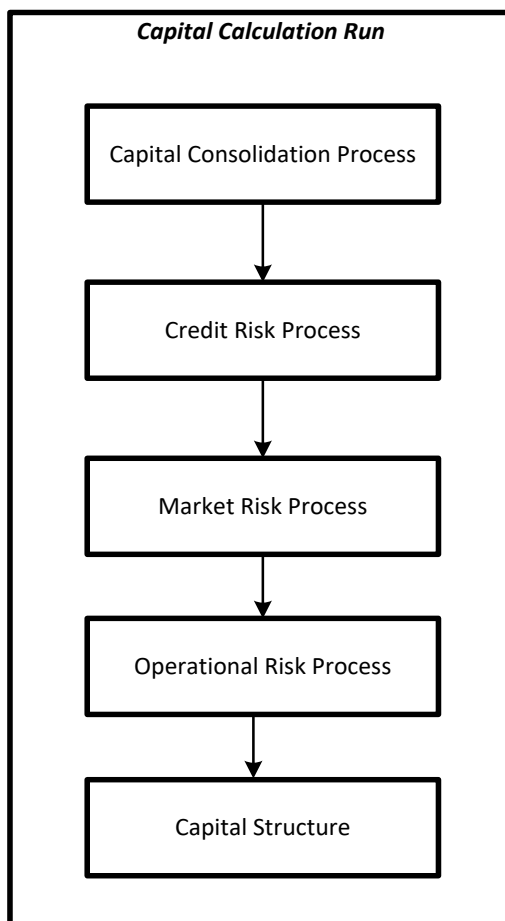 Capital Calculation Run
Capital Consolidation Process
Credit Risk Process
Market Risk Process
Operational Risk Process
Capital Structure